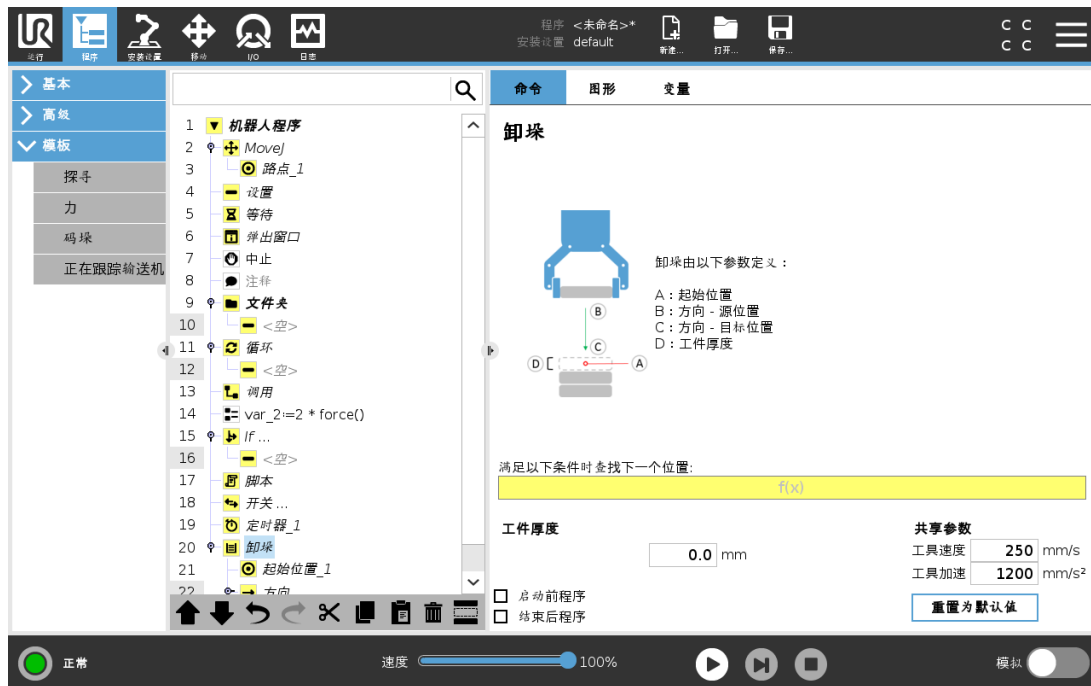 UR
运行
程序
安装设置
移动
I/O
日志
程序 <未命名>*
安装设置 default
新建...
打开...
保存...
C C
C C
基本
高级
模板
探寻
力
码垛
正在跟踪输送机
1 机器人程序
2 MoveJ
3 路点_1
4 设置
5 等待
6 弹出窗口
7 中止
8 注释
9 文件夹
10 <空>
11 循环
12 <空>
13 调用
14 var_2≔2 * force()
15 If ...
16 <空>
17 脚本
18 开关 ...
19 定时器_1
20 卸垛
21 起始位置_1
22 方向
命令 图形 变量
卸垛
B
C
D
A
卸垛由以下参数定义：
A：起始位置
B：方向 - 源位置
C：方向 - 目标位置
D：工件厚度
满足以下条件时查找下一个位置:
f(x)
工件厚度
0.0 mm
启动前程序
结束后程序
共享参数
工具速度 250 mm/s
工具加速 1200 mm/s²
重置为默认值
正常
速度 100%
模拟